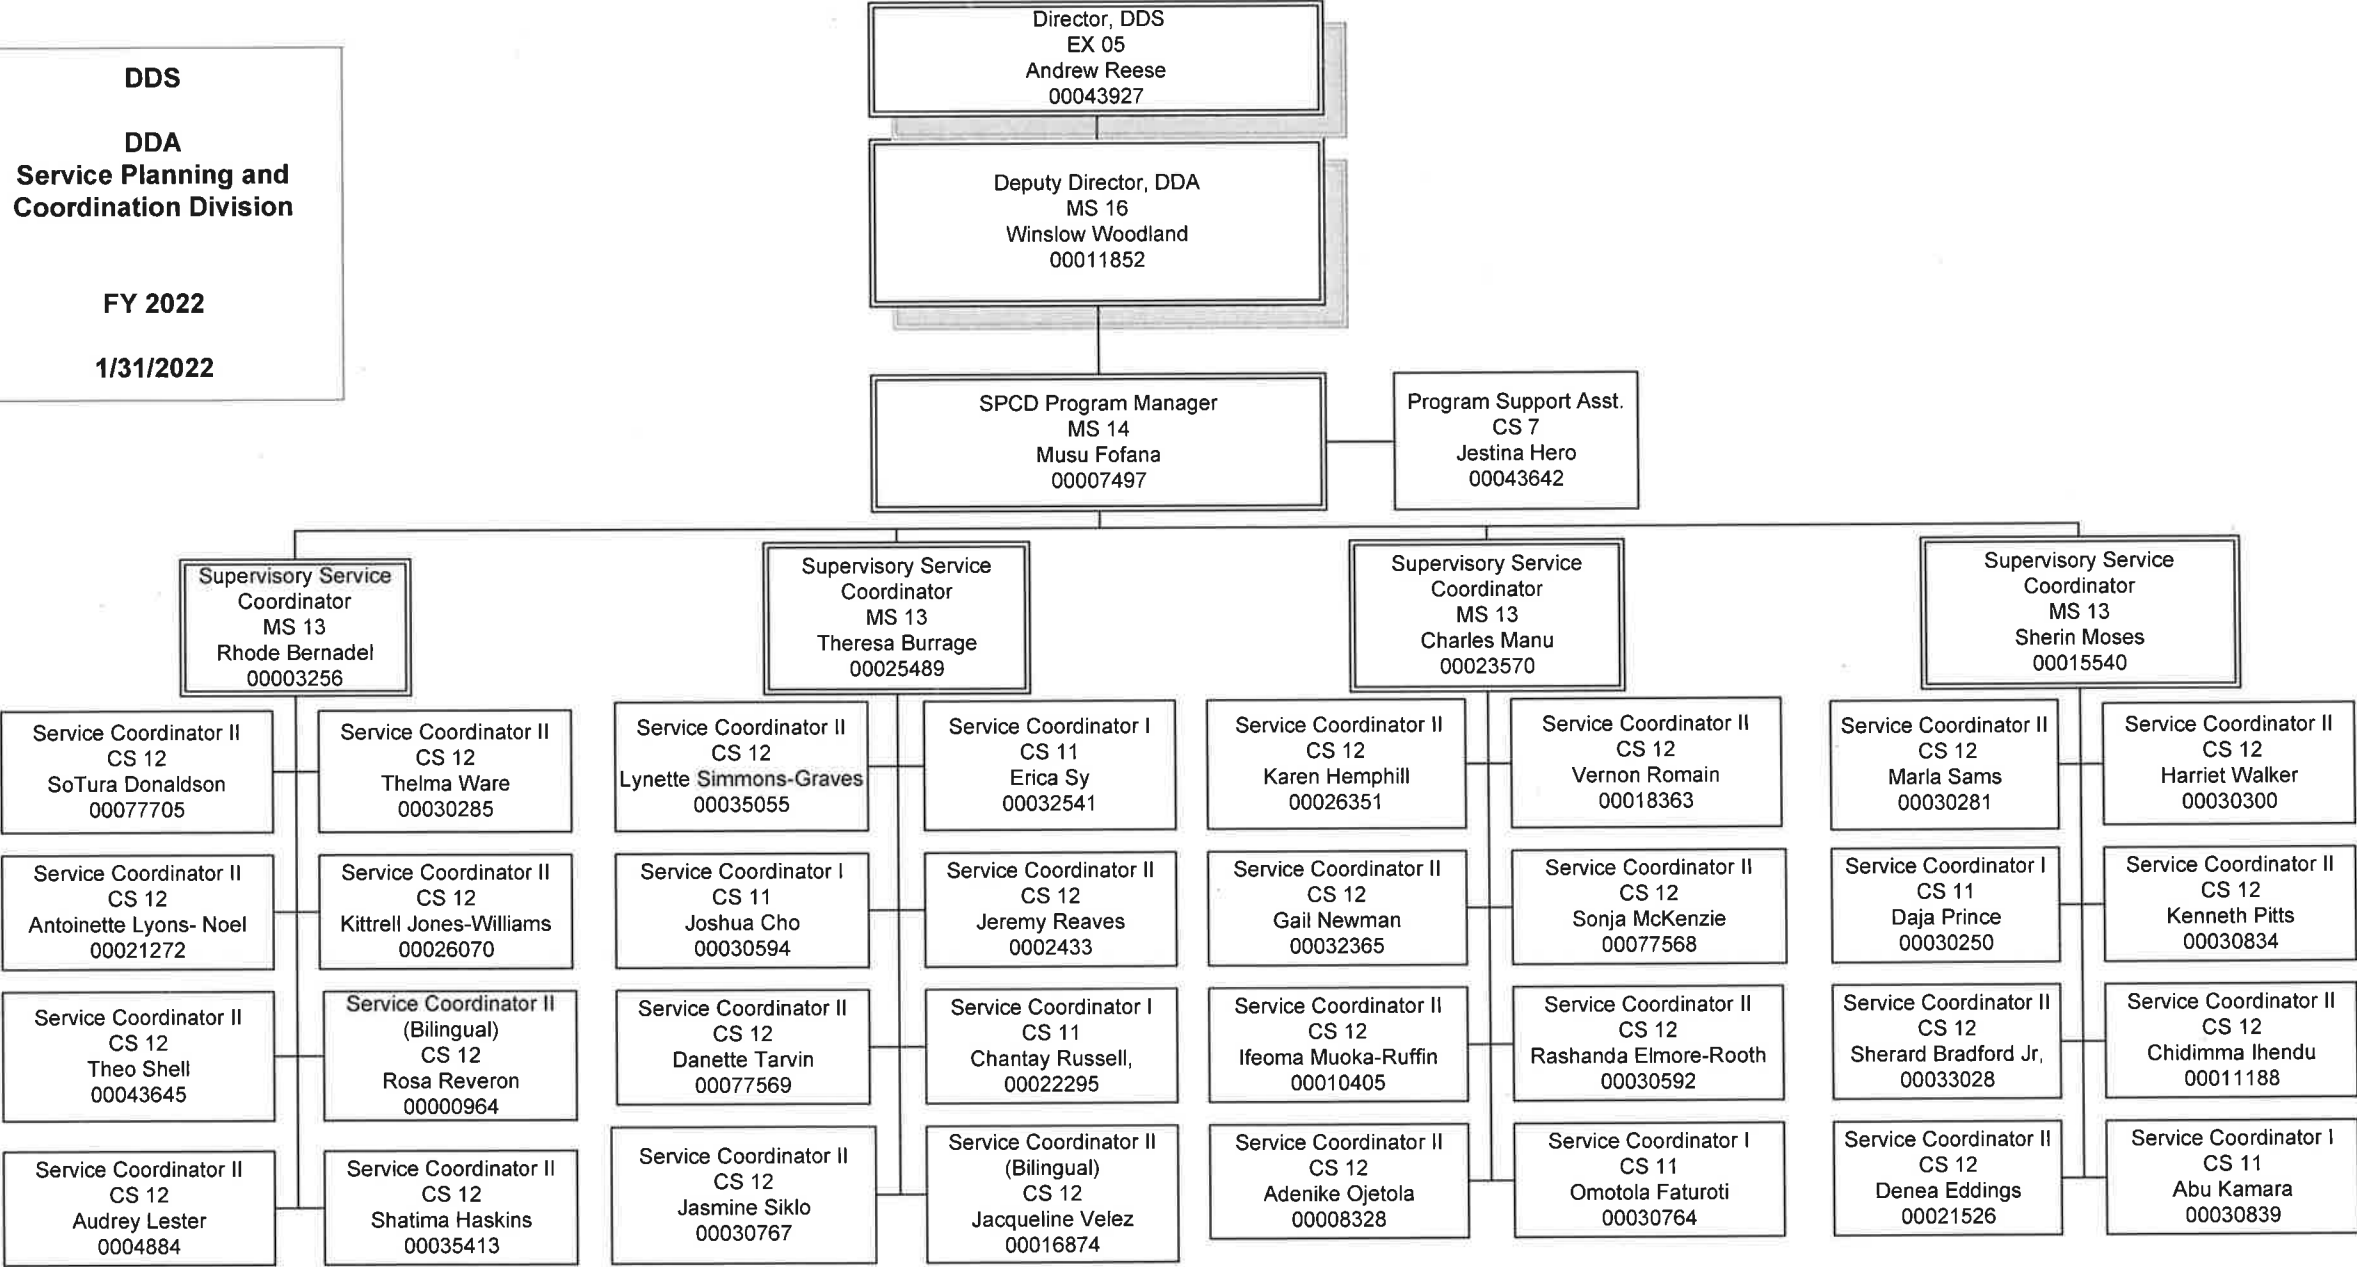 DDS
DDA
Service Planning and
Coordination Division
FY 2022
1/31/2022
Director, DDS
EX 05
Andrew Reese
00043927
Deputy Director, DDA
MS 16
Winslow Woodland
00011852
SPCD Program Manager
MS 14
Musu Fofana
00007497
Program Support Asst.
CS 7
Jestina Hero
00043642
Supervisory Service
Coordinator
MS 13
Rhode Bernadel
00003256
Supervisory Service
Coordinator
MS 13
Theresa Burrage
00025489
Supervisory Service
Coordinator
MS 13
Charles Manu
00023570
Supervisory Service
Coordinator
MS 13
Sherin Moses
00015540
Service Coordinator II
CS 12
SoTura Donaldson
00077705
Service Coordinator II
CS 12
Thelma Ware
00030285
Service Coordinator II
CS 12
Antoinette Lyons- Noel
00021272
Service Coordinator II
CS 12
Kittrell Jones-Williams
00026070
Service Coordinator II
CS 12
Theo Shell
00043645
Service Coordinator II
(Bilingual)
CS 12
Rosa Reveron
00000964
Service Coordinator II
CS 12
Audrey Lester
0004884
Service Coordinator II
CS 12
Shatima Haskins
00035413
Service Coordinator II
CS 12
Lynette Simmons-Graves
00035055
Service Coordinator I
CS 11
Erica Sy
00032541
Service Coordinator I
CS 11
Joshua Cho
00030594
Service Coordinator II
CS 12
Jeremy Reaves
0002433
Service Coordinator II
CS 12
Danette Tarvin
00077569
Service Coordinator I
CS 11
Chantay Russell,
00022295
Service Coordinator II
CS 12
Jasmine Siklo
00030767
Service Coordinator II
(Bilingual)
CS 12
Jacqueline Velez
00016874
Service Coordinator II
CS 12
Karen Hemphill
00026351
Service Coordinator II
CS 12
Vernon Romain
00018363
Service Coordinator II
CS 12
Gail Newman
00032365
Service Coordinator II
CS 12
Sonja McKenzie
00077568
Service Coordinator II
CS 12
Ifeoma Muoka-Ruffin
00010405
Service Coordinator II
CS 12
Rashanda Elmore-Rooth
00030592
Service Coordinator II
CS 12
Adenike Ojetola
00008328
Service Coordinator I
CS 11
Omotola Faturoti
00030764
Service Coordinator II
CS 12
Marla Sams
00030281
Service Coordinator II
CS 12
Harriet Walker
00030300
Service Coordinator I
CS 11
Daja Prince
00030250
Service Coordinator II
CS 12
Kenneth Pitts
00030834
Service Coordinator II
CS 12
Sherard Bradford Jr,
00033028
Service Coordinator II
CS 12
Chidimma Ihendu
00011188
Service Coordinator II
CS 12
Denea Eddings
00021526
Service Coordinator I
CS 11
Abu Kamara
00030839